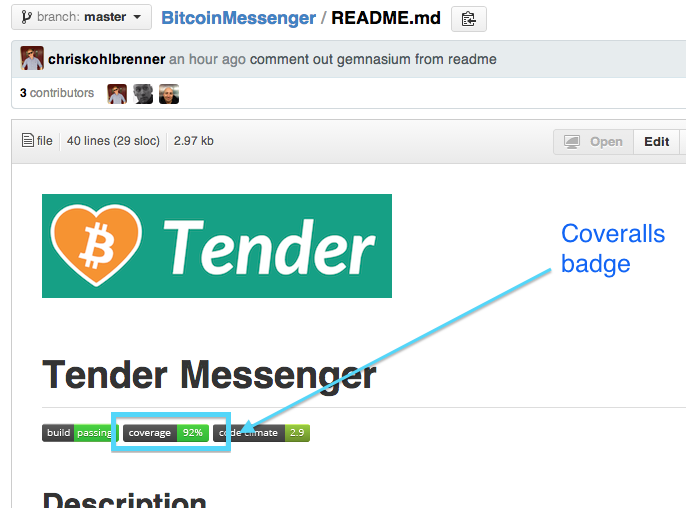 branch: master BitcoinMessenger / README.md
chriskohlbrenner an hour ago comment out gemnasium from readme
3 contributors
file 40 lines (29 sloc) 2.97 kb Open Edit
Tender
Coveralls
badge
Tender Messenger
build passing coverage 92% code climate 2.9
Description